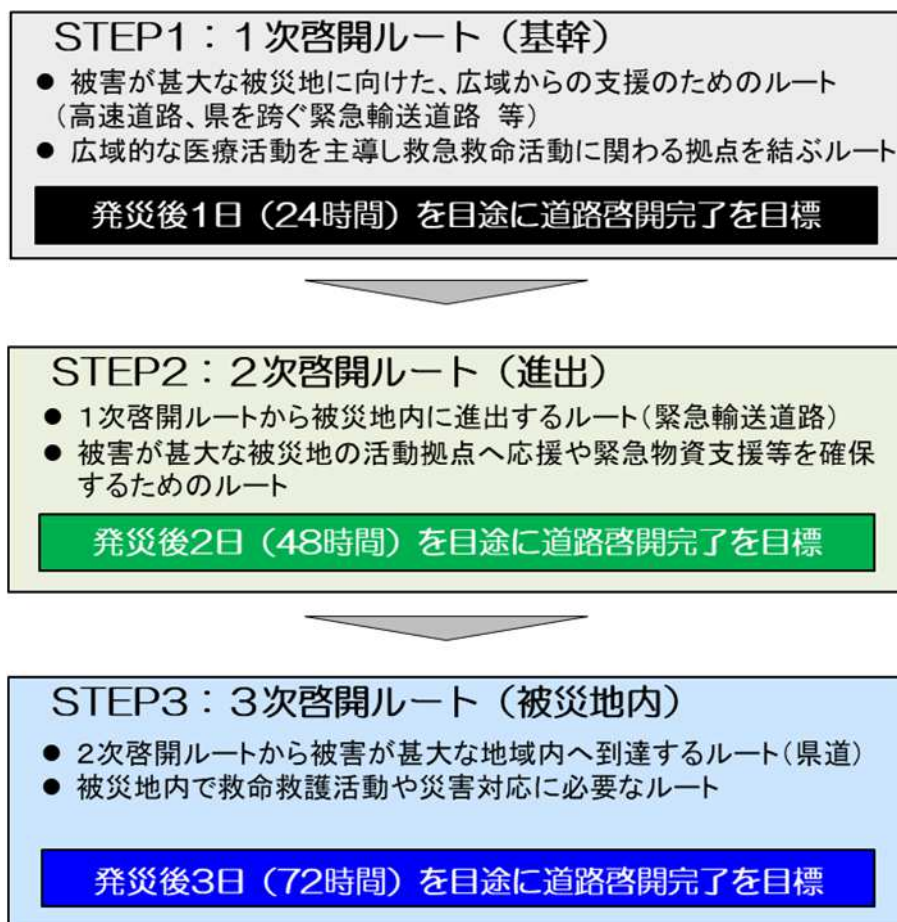 STEP1：１次啓開ルート（基幹）
● 被害が甚大な被災地に向けた、広域からの支援のためのルート
（高速道路、県を跨ぐ緊急輸送道路 等）
● 広域的な医療活動を主導し救急救命活動に関わる拠点を結ぶルート
発災後1日（24時間）を目途に道路啓開完了を目標
STEP2：２次啓開ルート（進出）
● １次啓開ルートから被災地内に進出するルート（緊急輸送道路）
● 被害が甚大な被災地の活動拠点へ応援や緊急物資支援等を確保
するためのルート
発災後2日（48時間）を目途に道路啓開完了を目標
STEP3：３次啓開ルート（被災地内）
● ２次啓開ルートから被害が甚大な地域内へ到達するルート（県道）
● 被災地内で救命救護活動や災害対応に必要なルート
発災後3日（72時間）を目途に道路啓開完了を目標